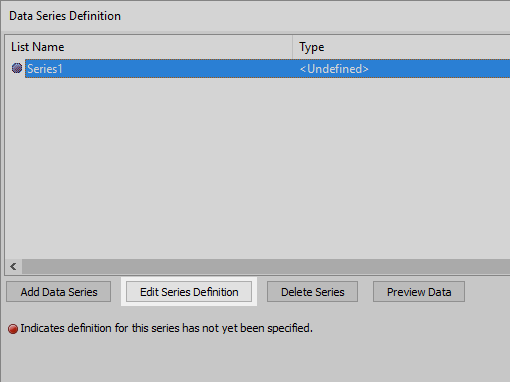 Data Series Definition
List Name Type
Series1 <Undefined>
Add Data Series Edit Series Definition Delete Series Preview Data
Indicates definition for this series has not yet been specified.